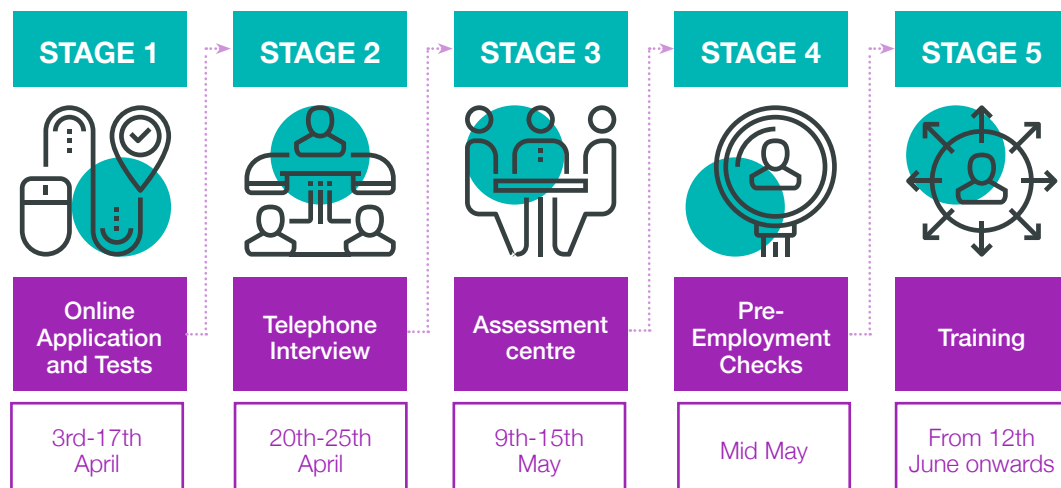 STAGE 1
STAGE 2
STAGE 3
STAGE 4
STAGE 5
Online
Application
and Tests
Telephone
Interview
Assessment
centre
Pre-
Employment
Checks
Training
3rd-17th
April
20th-25th
April
9th-15th
May
Mid May
From 12th
June onwards